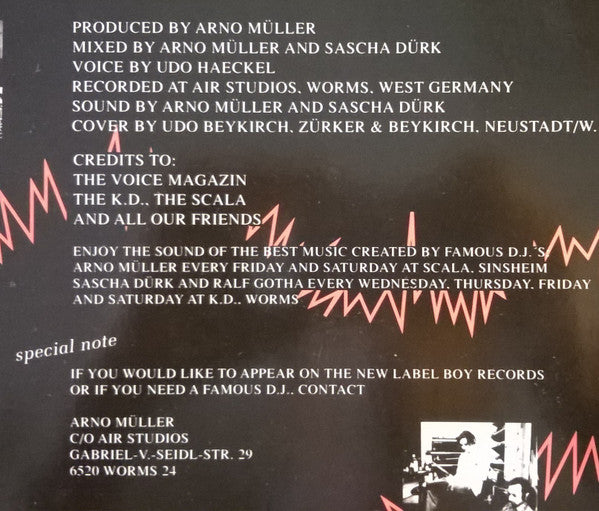 PRODUCED BY ARNO MÜLLER
MIXED BY ARNO MÜLLER AND SASCHA DÜRK
VOICE BY UDO HAECKEL
RECORDED AT AIR STUDIOS, WORMS, WEST GERMANY
SOUND BY ARNO MÜLLER AND SASCHA DÜRK
COVER BY UDO BEYKIRCH, ZÜRKER & BEYKIRCH, NEUSTADT/W.
CREDITS TO:
THE VOICE MAGAZIN
THE K.D., THE SCALA
AND ALL OUR FRIENDS
ENJOY THE SOUND OF THE BEST MUSIC CREATED BY FAMOUS D.J.'S
ARNO MÜLLER EVERY FRIDAY AND SATURDAY AT SCALA, SINSHEIM
SASCHA DÜRK AND RALF GOTHA EVERY WEDNESDAY, THURSDAY, FRIDAY
AND SATURDAY AT K.D., WORMS
special note
IF YOU WOULD LIKE TO APPEAR ON THE NEW LABEL BOY RECORDS
OR IF YOU NEED A FAMOUS D.J., CONTACT
ARNO MÜLLER
C/O AIR STUDIOS
GABRIEL-V.-SEIDL-STR. 29
6520 WORMS 24